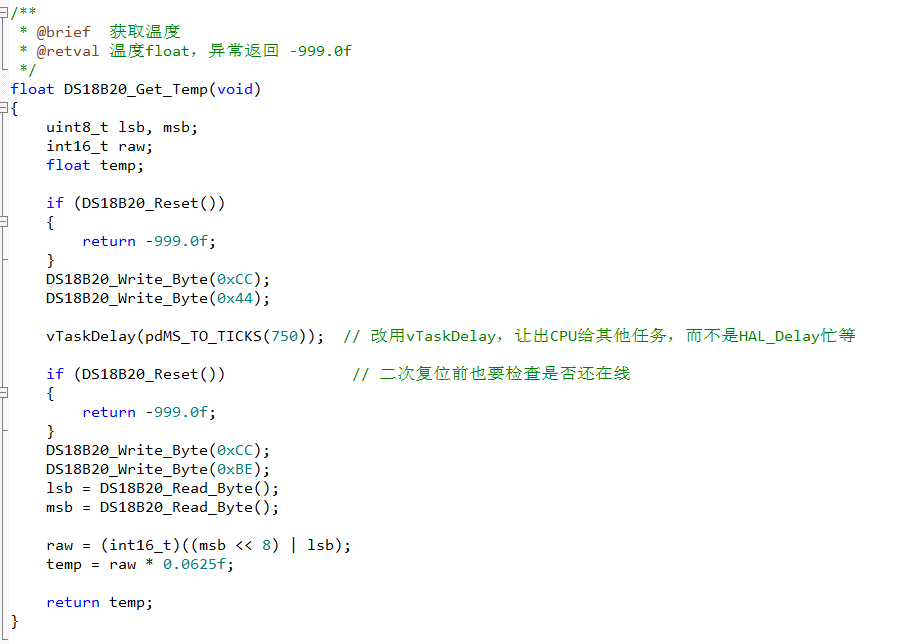 /**
 * @brief  获取温度
 * @retval 温度float，异常返回 -999.0f
 */
float DS18B20_Get_Temp(void)
{
    uint8_t lsb, msb;
    int16_t raw;
    float temp;

    if (DS18B20_Reset())
    {
        return -999.0f;
    }
    DS18B20_Write_Byte(0xCC);
    DS18B20_Write_Byte(0x44);

    vTaskDelay(pdMS_TO_TICKS(750));  // 改用vTaskDelay，让出CPU给其他任务，而不是HAL_Delay忙等

    if (DS18B20_Reset())              // 二次复位前也要检查是否还在线
    {
        return -999.0f;
    }
    DS18B20_Write_Byte(0xCC);
    DS18B20_Write_Byte(0xBE);
    lsb = DS18B20_Read_Byte();
    msb = DS18B20_Read_Byte();

    raw = (int16_t)((msb << 8) | lsb);
    temp = raw * 0.0625f;

    return temp;
}